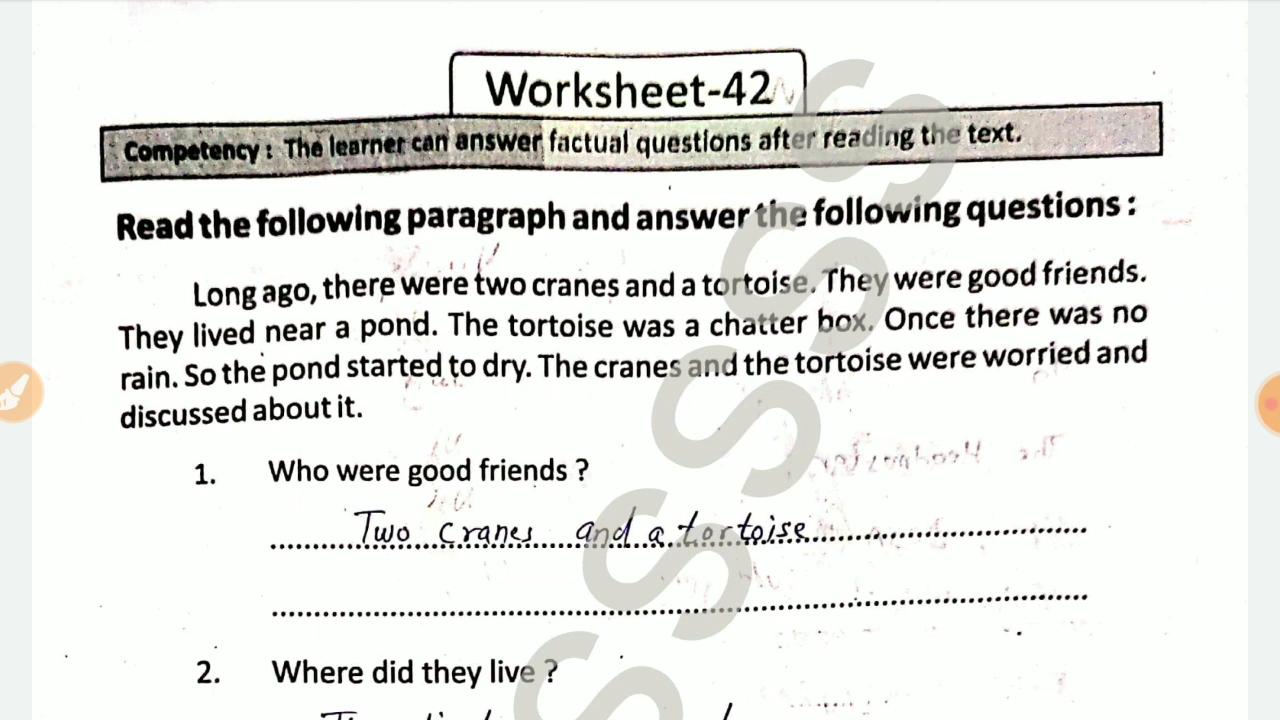 Worksheet-42
Competency : The learner can answer factual questions after reading the text.
Read the following paragraph and answer the following questions :
Long ago, there were two cranes and a tortoise. They were good friends.
They lived near a pond. The tortoise was a chatter box. Once there was no
rain. So the pond started to dry. The cranes and the tortoise were worried and
discussed about it.
1. Who were good friends ?
Two cranes and a tortoise
2. Where did they live ?
SSSS